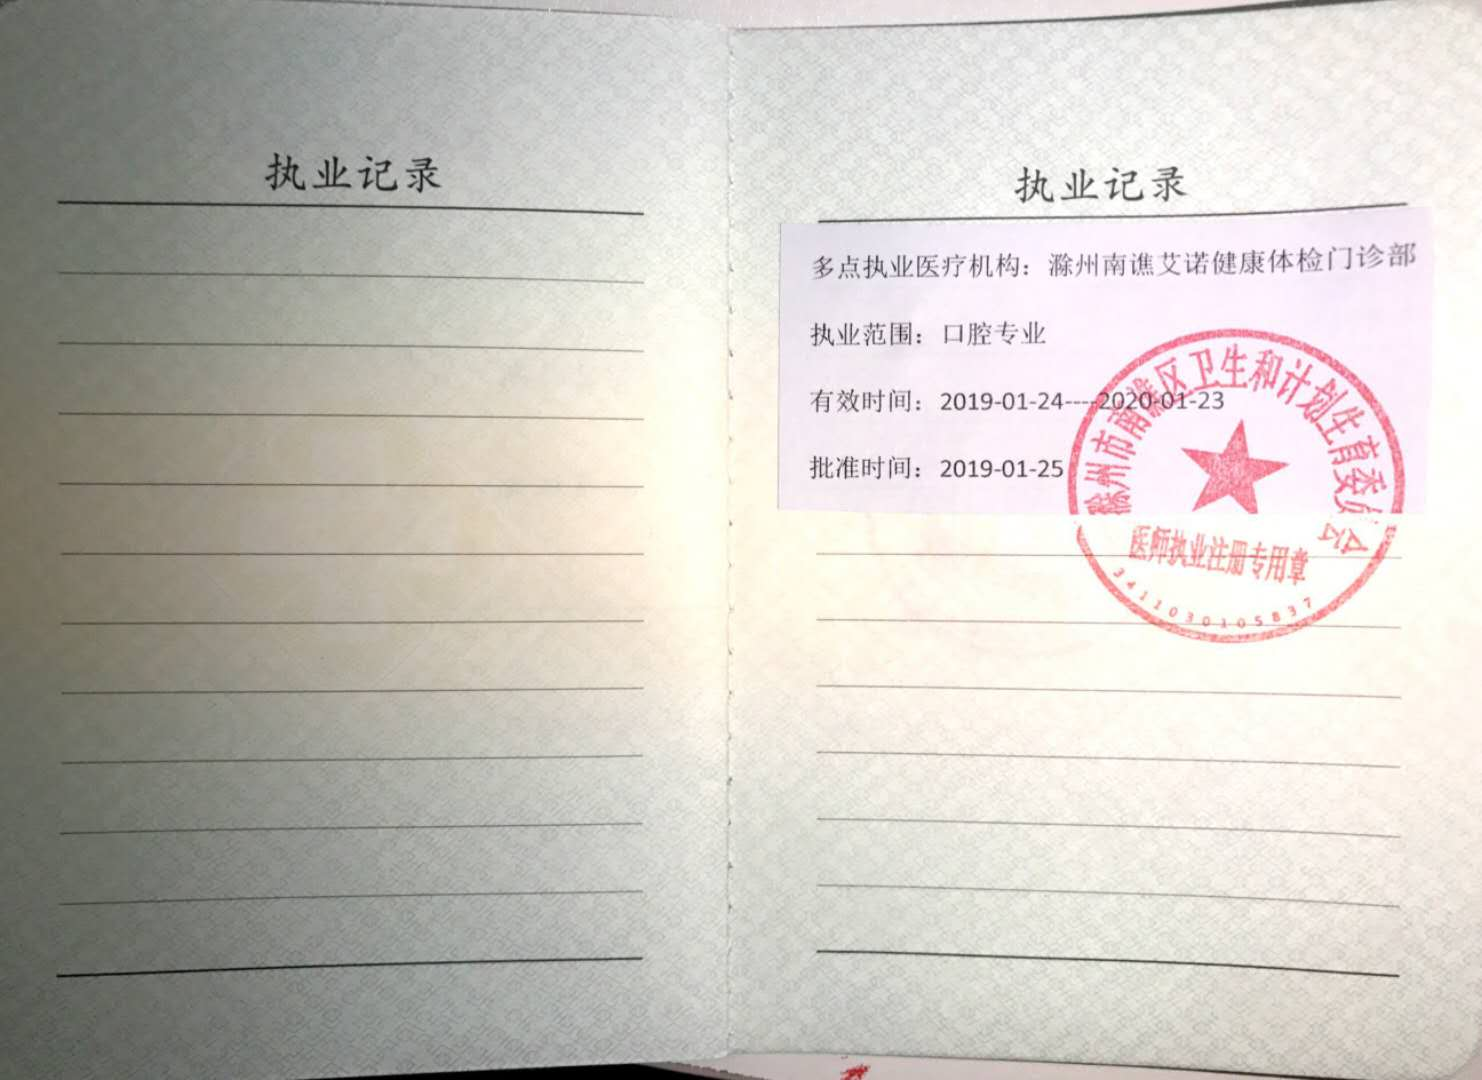 执业记录
执业记录
多点执业医疗机构：滁州南谯艾诺健康体检门诊部
执业范围：口腔专业
有效时间：2019-01-24----2020-01-23
批准时间：2019-01-25
滁州市南谯区卫生和计划生育委员会
医师执业注册专用章
3411030105837